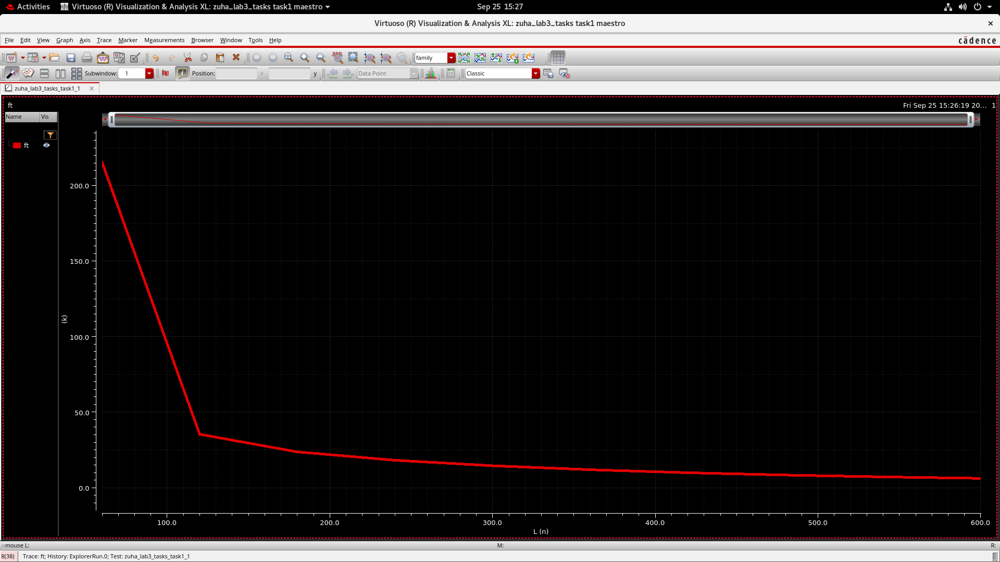 Activities
Virtuoso (R) Visualization & Analysis XL: zuha_lab3_tasks task1 maestro
Sep 25 15:27
Virtuoso (R) Visualization & Analysis XL: zuha_lab3_tasks task1 maestro
File Edit View Graph Axis Trace Marker Measurements Browser Window Tools Help
cādence
family
Subwindow: 1
Position:
x
y
Data Point
Classic
zuha_lab3_tasks_task1_1
ft
Fri Sep 25 15:26:19 20... 1
Name Vis
ft
200.0
150.0
100.0
50.0
0.0
(k)
100.0 200.0 300.0 400.0 500.0 600.0
L (n)
mouse L: M: R:
8(38) Trace: ft; History: ExplorerRun.0; Test: zuha_lab3_tasks_task1_1